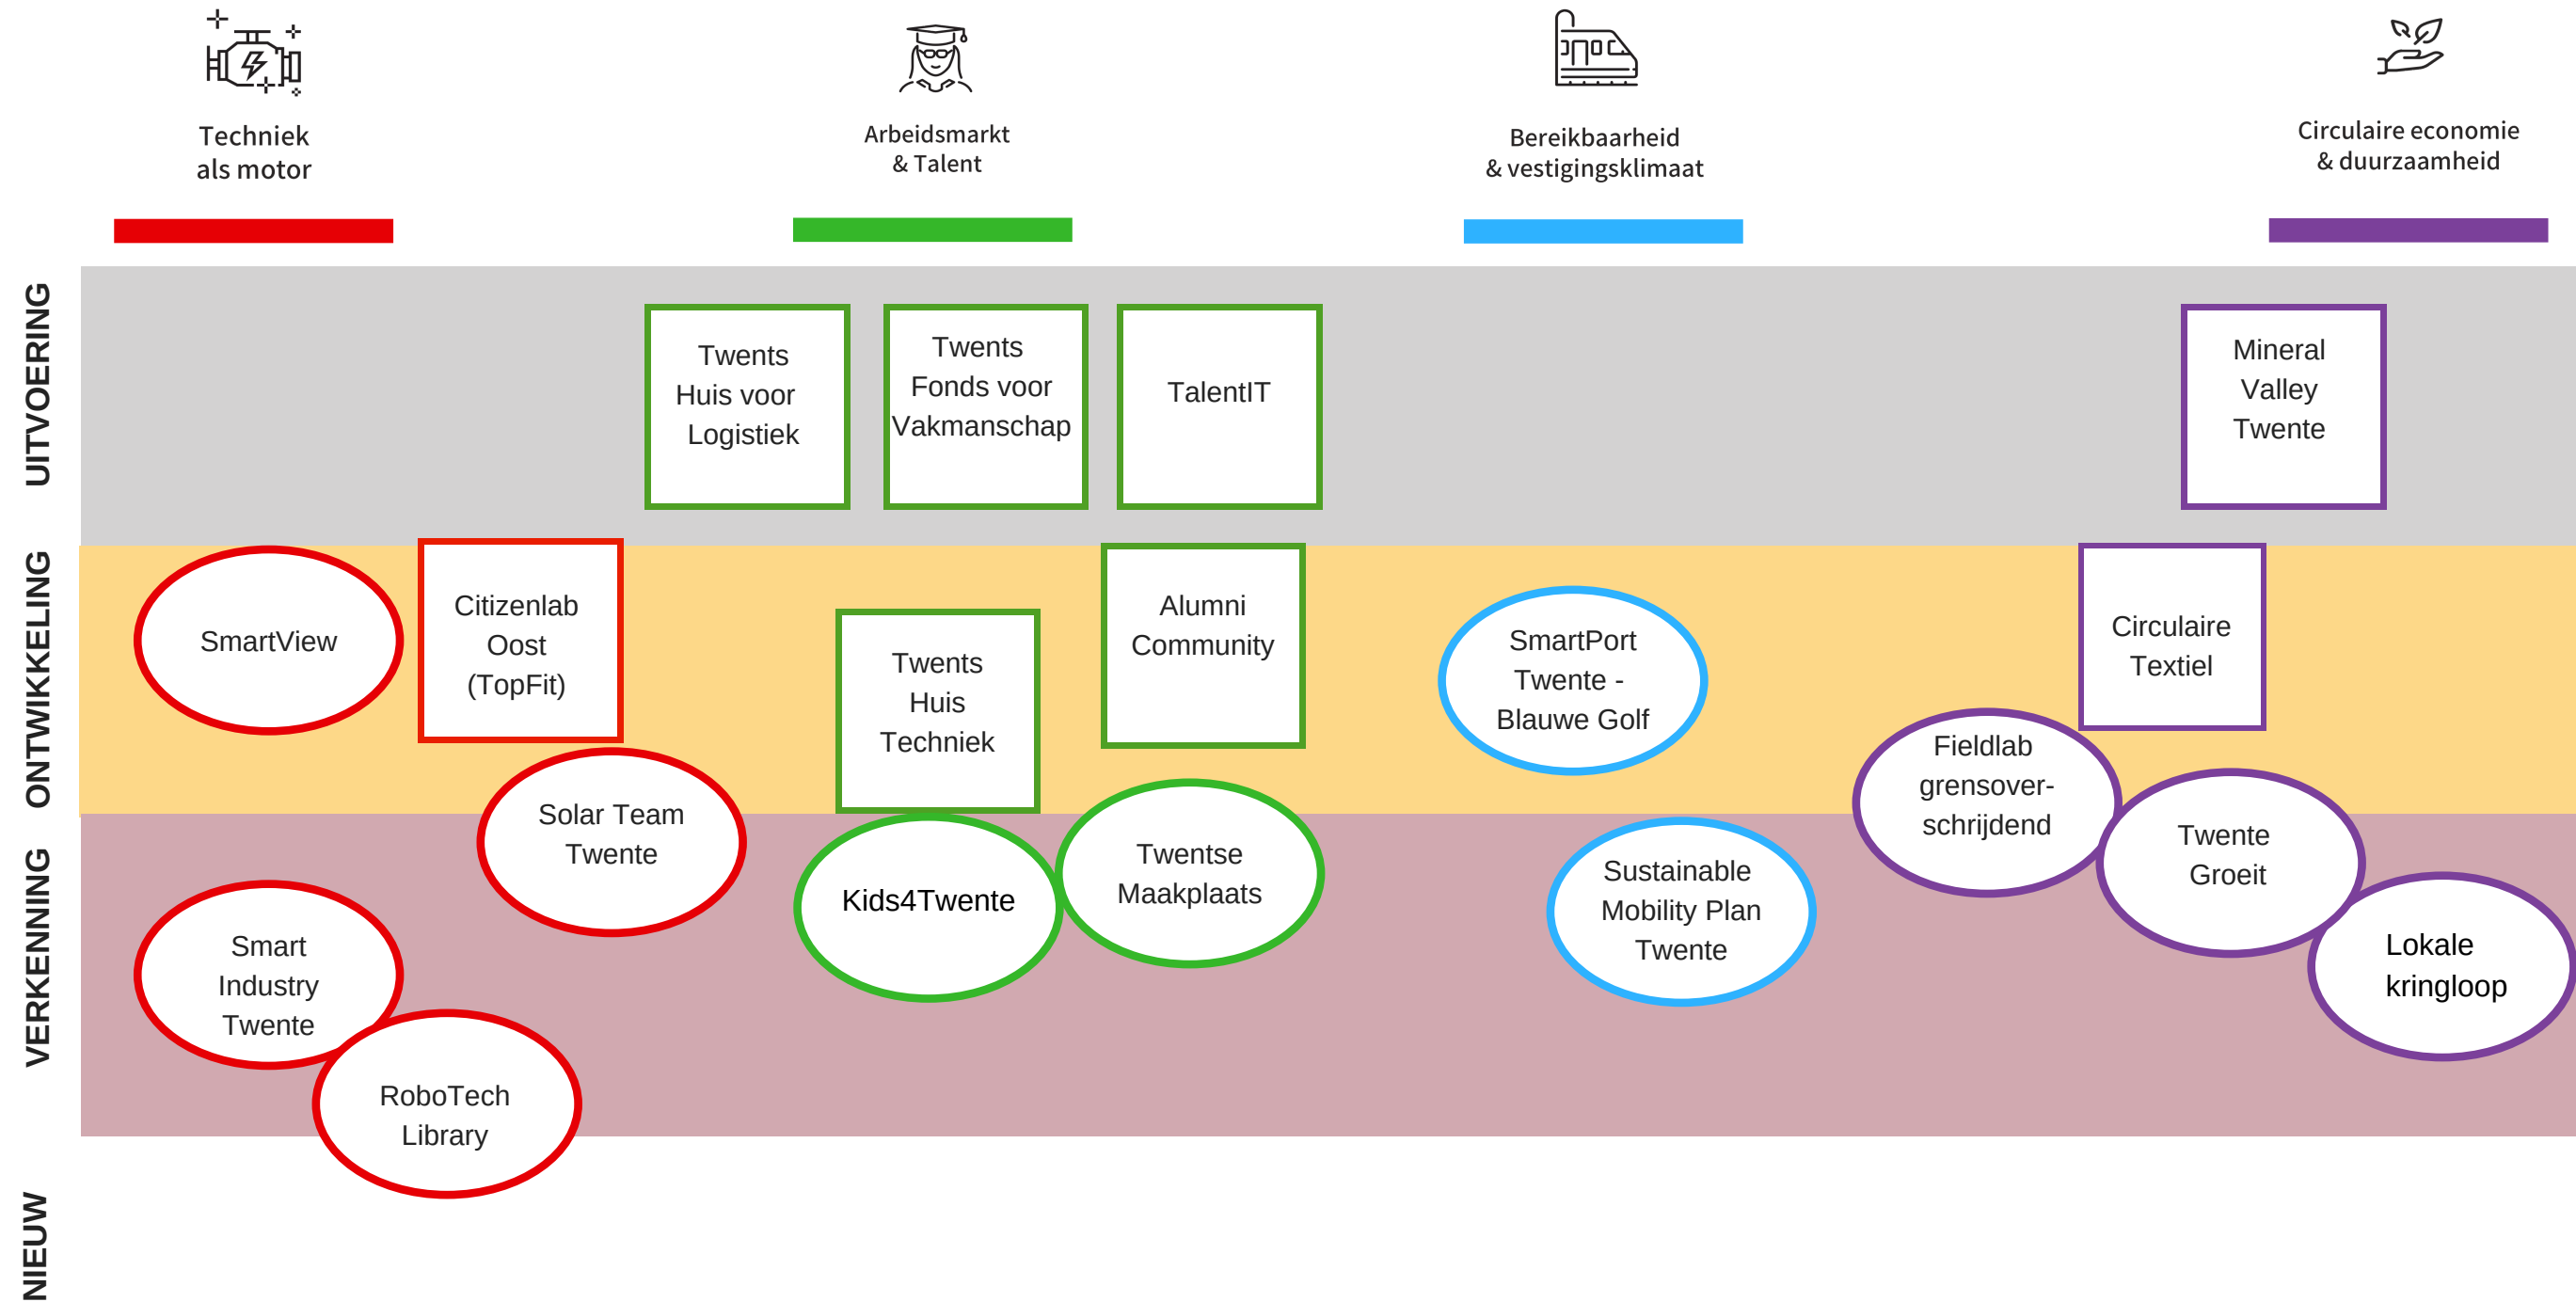 Techniek
als motor
Arbeidsmarkt
& Talent
Bereikbaarheid
& vestigingsklimaat
Circulaire economie
& duurzaamheid
UITVOERING
Twents
Huis voor
Logistiek
Twents
Fonds voor
Vakmanschap
TalentIT
Mineral
Valley
Twente
ONTWIKKELING
SmartView
Citizenlab
Oost
(TopFit)
Twents
Huis
Techniek
Alumni
Community
SmartPort
Twente -
Blauwe Golf
Circulaire
Textiel
Fieldlab
grensover-
schrijdend
VERKENNING
Solar Team
Twente
Kids4Twente
Twentse
Maakplaats
Sustainable
Mobility Plan
Twente
Twente
Groeit
Lokale
kringloop
Smart
Industry
Twente
RoboTech
Library
NIEUW